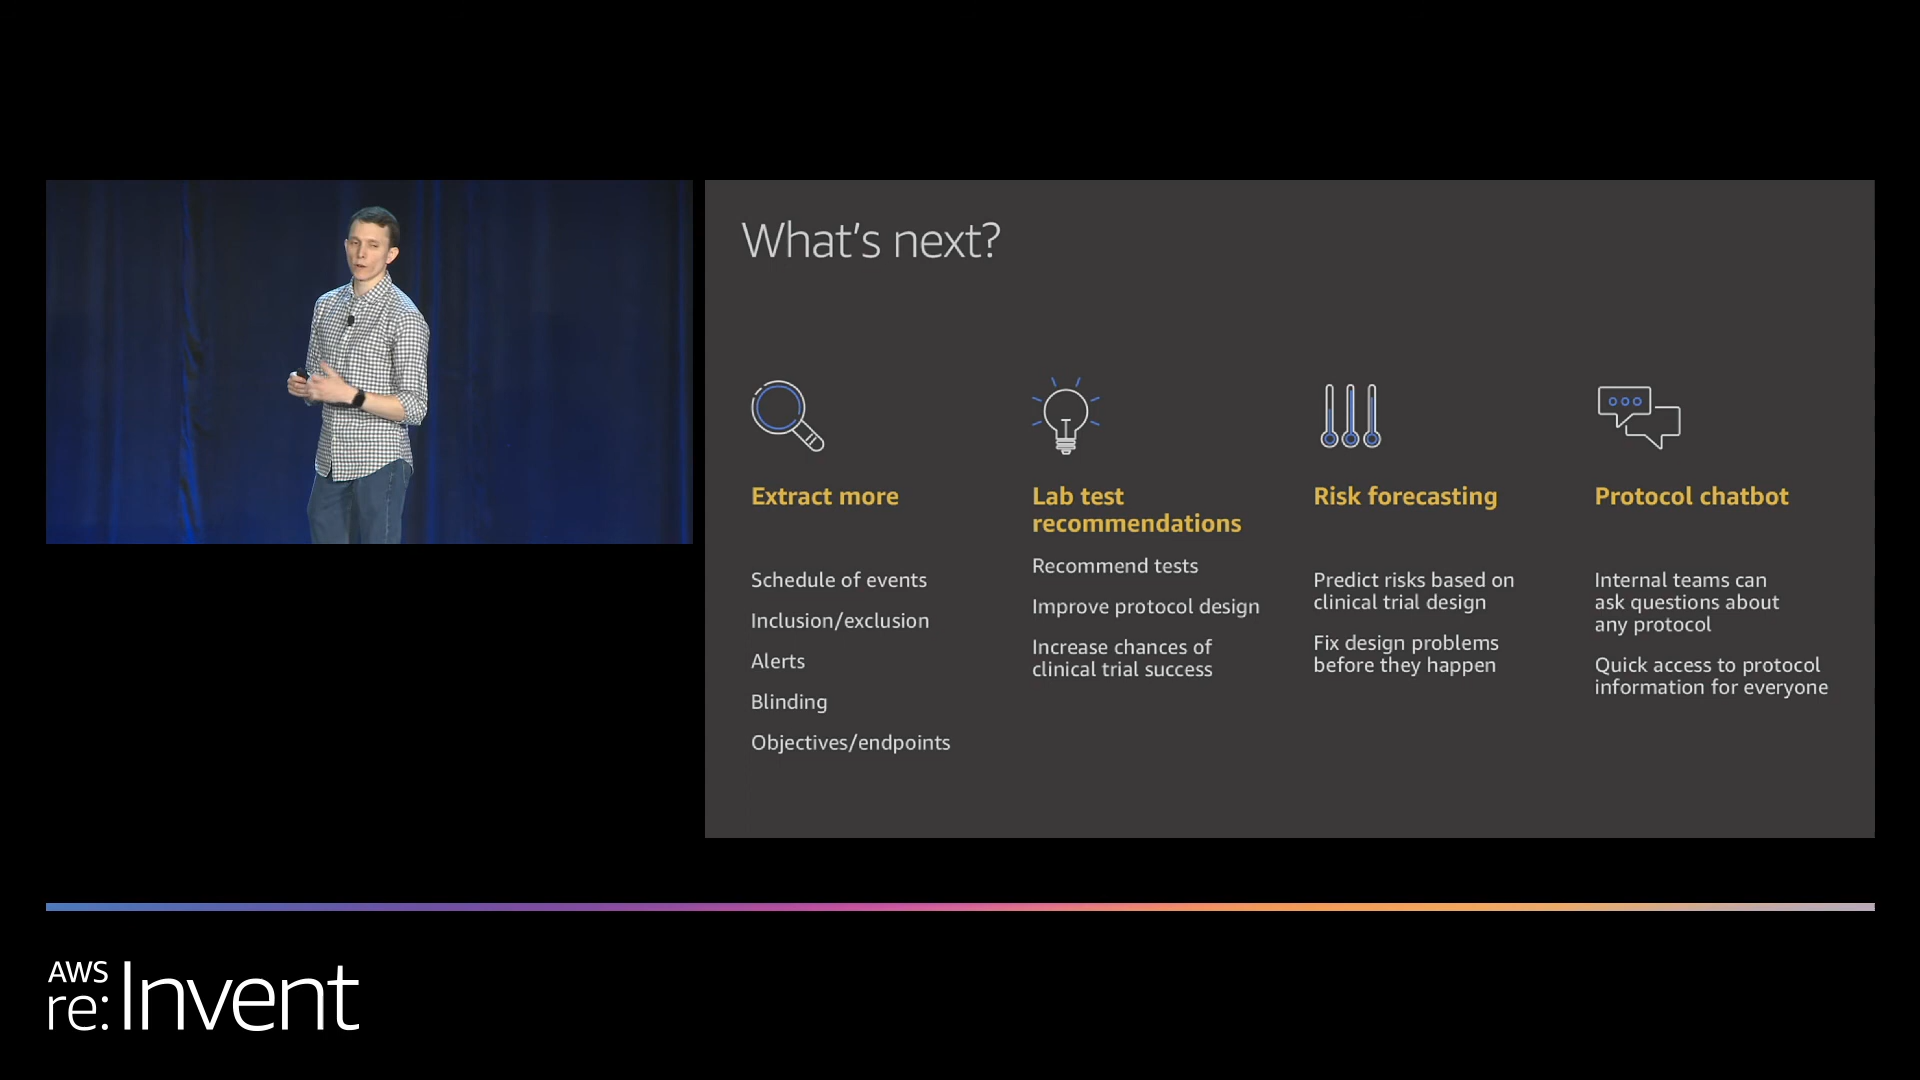 What's next?
Extract more
Schedule of events
Inclusion/exclusion
Alerts
Blinding
Objectives/endpoints
Lab test
recommendations
Recommend tests
Improve protocol design
Increase chances of
clinical trial success
Risk forecasting
Predict risks based on
clinical trial design
Fix design problems
before they happen
Protocol chatbot
Internal teams can
ask questions about
any protocol
Quick access to protocol
information for everyone
AWS
re:Invent